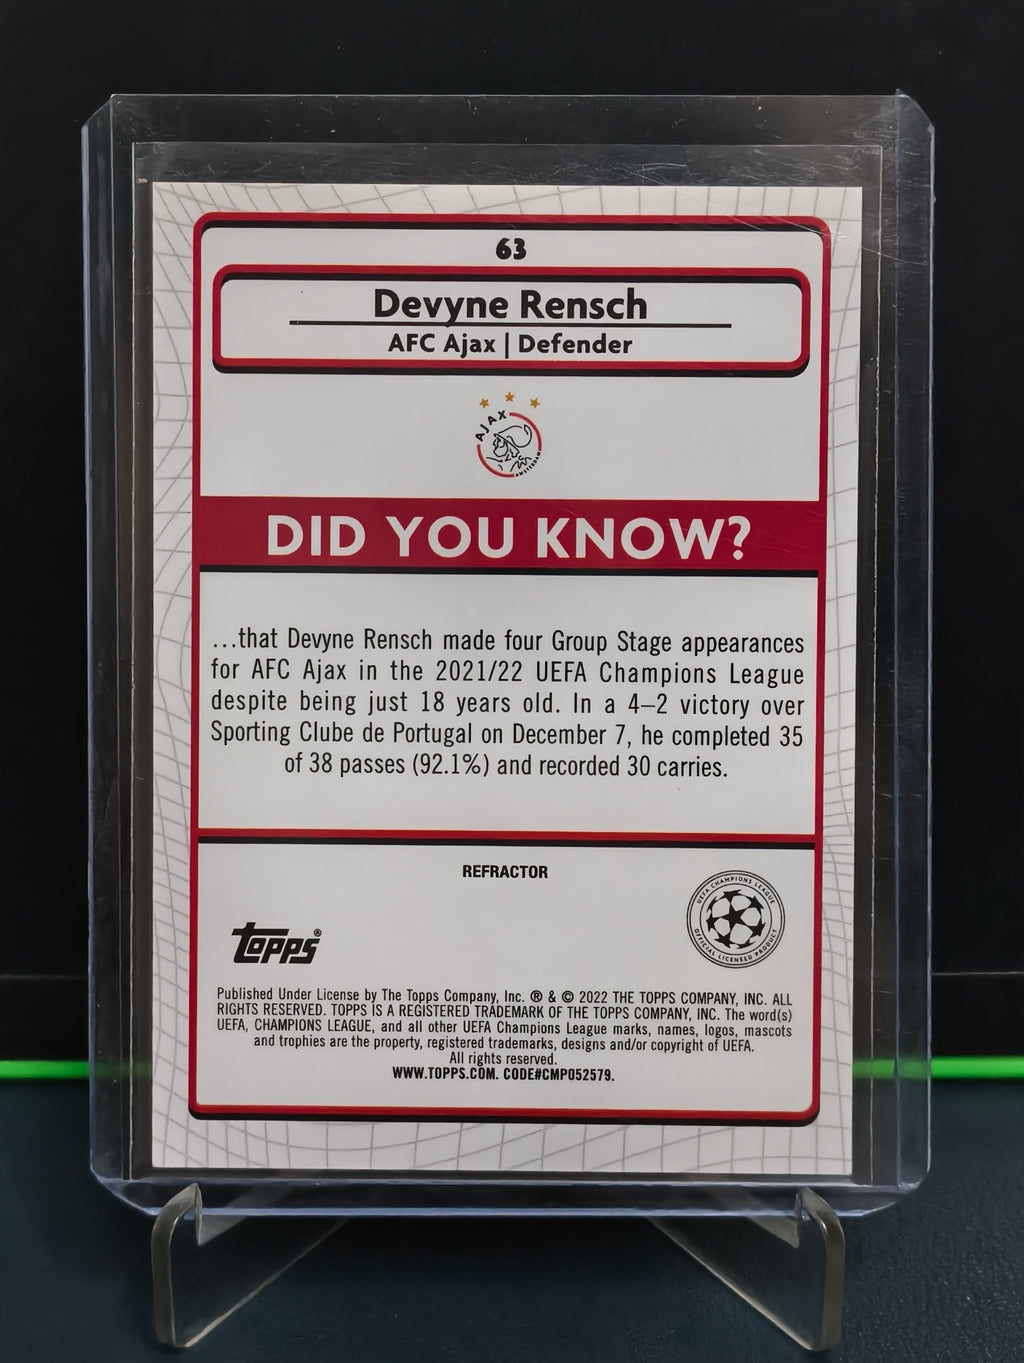 63
Devyne Rensch
AFC Ajax | Defender
AJAX
AMSTERDAM
DID YOU KNOW?
...that Devyne Rensch made four Group Stage appearances
for AFC Ajax in the 2021/22 UEFA Champions League
despite being just 18 years old. In a 4–2 victory over
Sporting Clube de Portugal on December 7, he completed 35
of 38 passes (92.1%) and recorded 30 carries.
REFRACTOR
UEFA CHAMPIONS LEAGUE
OFFICIAL LICENSED PRODUCT
Topps®
Published Under License by The Topps Company, Inc. ® & © 2022 THE TOPPS COMPANY, INC. ALL
RIGHTS RESERVED. TOPPS IS A REGISTERED TRADEMARK OF THE TOPPS COMPANY, INC. The word(s)
UEFA, CHAMPIONS LEAGUE, and all other UEFA Champions League marks, names, logos, mascots
and trophies are the property, registered trademarks, designs and/or copyright of UEFA.
All rights reserved.
WWW.TOPPS.COM. CODE#CMP052579.